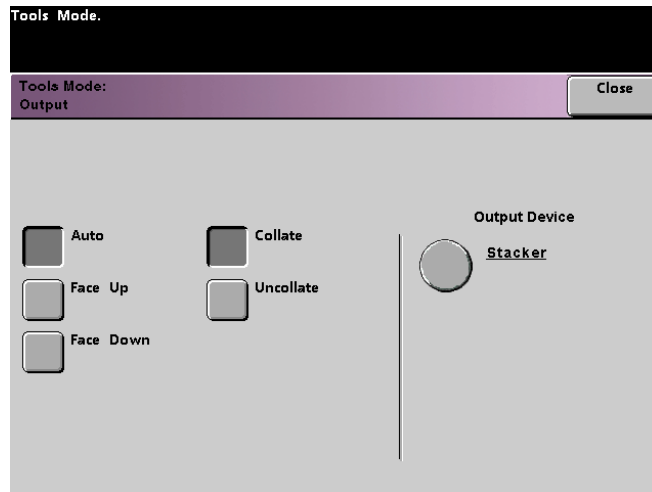 Tools Mode.
Tools Mode:
Output
Close
Auto
Face Up
Face Down
Collate
Uncollate
Output Device
Stacker